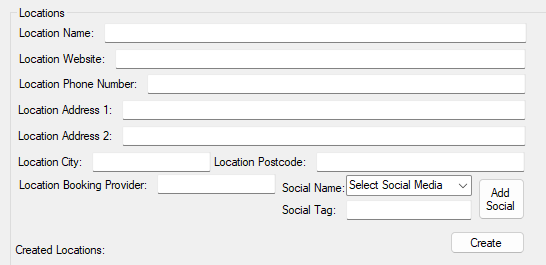 Locations
Location Name:
Location Website:
Location Phone Number:
Location Address 1:
Location Address 2:
Location City: Location Postcode:
Location Booking Provider: Social Name: Select Social Media Add Social
Social Tag:
Create
Created Locations: